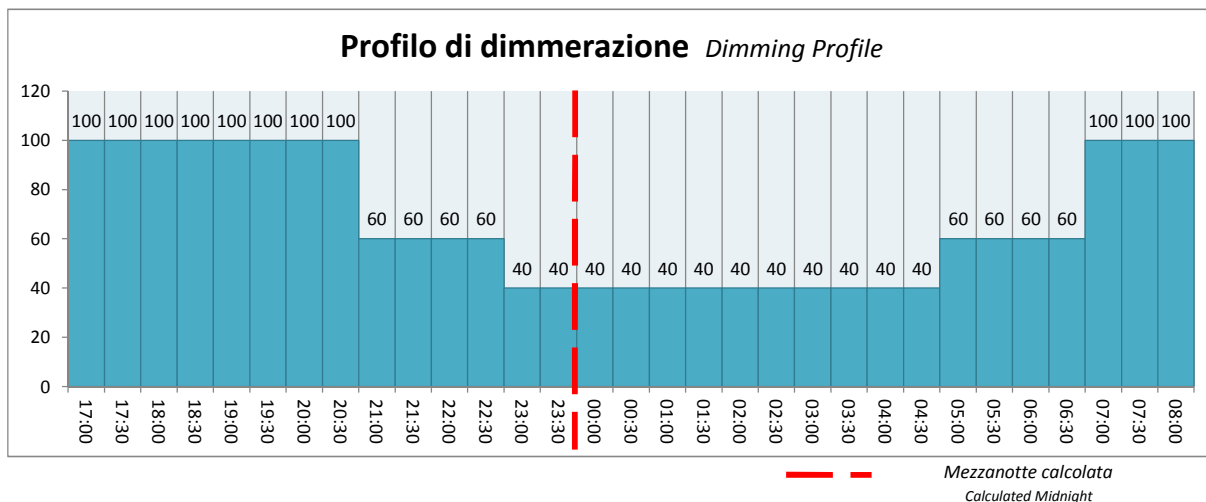 Profilo di dimmerazione Dimming Profile
120
100 100 100 100 100 100 100 100 100 100 100
100
80
60 60 60 60 60 60 60 60
60
40 40 40 40 40 40 40 40 40 40 40 40
40
20
0
17:00 17:30 18:00 18:30 19:00 19:30 20:00 20:30 21:00 21:30 22:00 22:30 23:00 23:30 00:00 00:30 01:00 01:30 02:00 02:30 03:00 03:30 04:00 04:30 05:00 05:30 06:00 06:30 07:00 07:30 08:00
Mezzanotte calcolata
Calculated Midnight